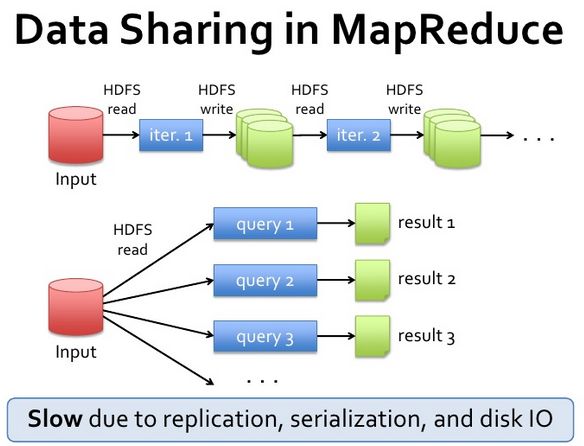 Data Sharing in MapReduce
HDFS read
HDFS write
HDFS read
HDFS write
iter. 1
iter. 2
. . .
Input
HDFS read
query 1
result 1
query 2
result 2
query 3
result 3
Input
. . .
Slow due to replication, serialization, and disk IO